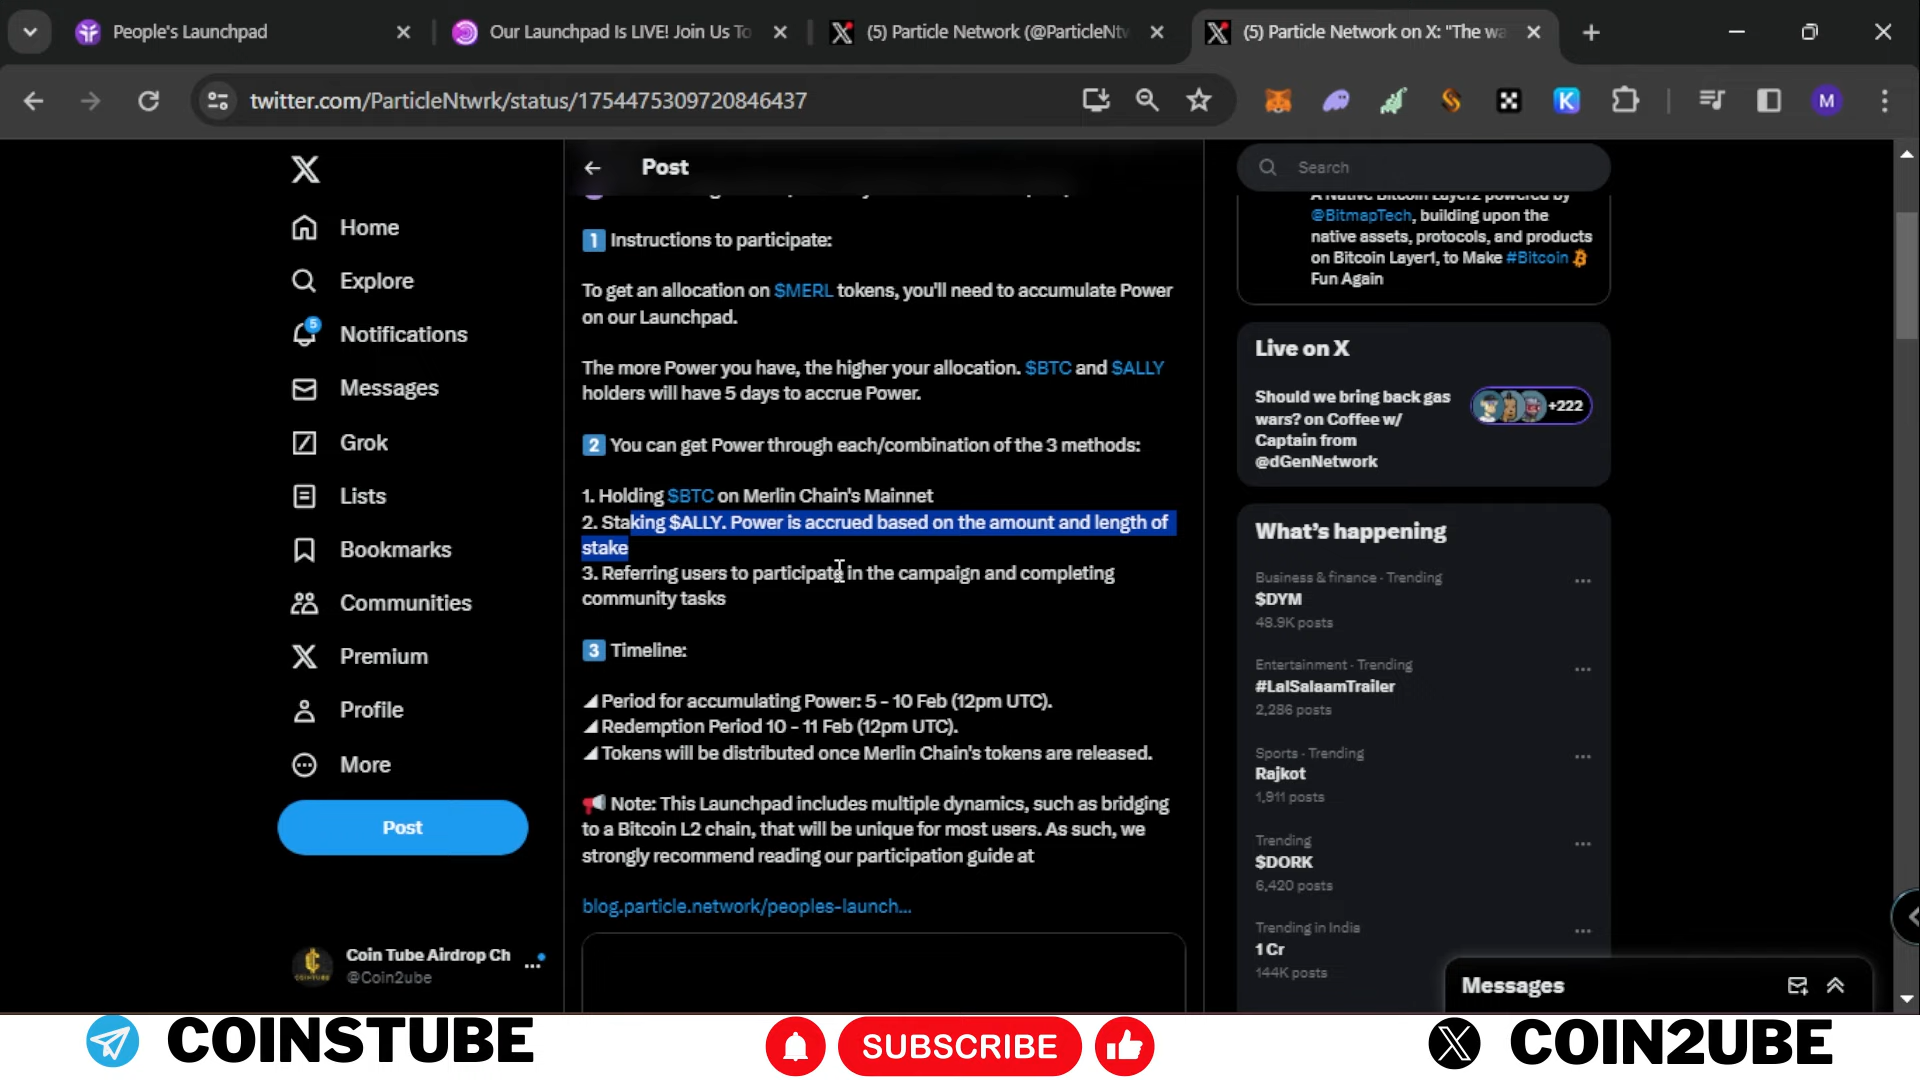 People's Launchpad
Our Launchpad Is LIVE! Join Us To
(5) Particle Network (@ParticleNtw
(5) Particle Network on X: "The wa
twitter.com/ParticleNtwrk/status/1754475309720846437
M
Home
Explore
5
Notifications
Messages
Grok
Lists
Bookmarks
Communities
Premium
Profile
More
Post
Coin Tube Airdrop Ch
@Coin2ube
Post
1 Instructions to participate:
To get an allocation on $MERL tokens, you'll need to accumulate Power
on our Launchpad.
The more Power you have, the higher your allocation. $BTC and $ALLY
holders will have 5 days to accrue Power.
2 You can get Power through each/combination of the 3 methods:
1. Holding $BTC on Merlin Chain's Mainnet
2. Staking $ALLY. Power is accrued based on the amount and length of
stake
3. Referring users to participate in the campaign and completing
community tasks
3 Timeline:
◢ Period for accumulating Power: 5 - 10 Feb (12pm UTC).
◢ Redemption Period 10 - 11 Feb (12pm UTC).
◢ Tokens will be distributed once Merlin Chain's tokens are released.
Note: This Launchpad includes multiple dynamics, such as bridging
to a Bitcoin L2 chain, that will be unique for most users. As such, we
strongly recommend reading our participation guide at
blog.particle.network/peoples-launch...
Search
A Native Bitcoin Layer2 powered by
@BitmapTech, building upon the
native assets, protocols, and products
on Bitcoin Layer1, to Make #Bitcoin
Fun Again
Live on X
Should we bring back gas
wars? on Coffee w/
Captain from
@dGenNetwork
+222
What's happening
Business & finance · Trending
$DYM
48.9K posts
Entertainment · Trending
#LalSalaamTrailer
2,286 posts
Sports · Trending
Rajkot
1,911 posts
Trending
$DORK
6,420 posts
Trending in India
1 Cr
144K posts
Messages
COINSTUBE
SUBSCRIBE
COIN2UBE